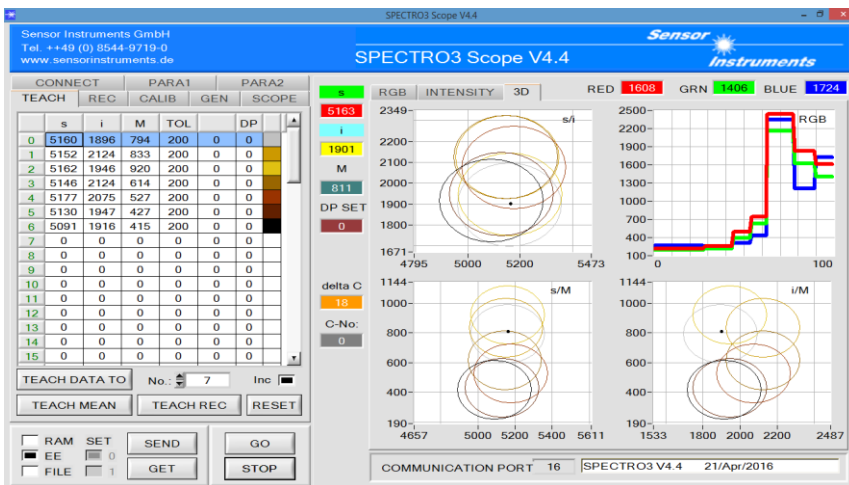 SPECTRO3 Scope V4.4
Sensor Instruments GmbH
Tel. ++49 (0) 8544-9719-0
www.sensorinstruments.de
SPECTRO3 Scope V4.4
Sensor
Instruments
CONNECT PARA1 PARA2
TEACH REC CALIB GEN SCOPE
s i M TOL DP
0 5160 1896 794 200 0 0
1 5152 2124 833 200 0 0
2 5162 1946 920 200 0 0
3 5146 2124 614 200 0 0
4 5177 2075 527 200 0 0
5 5130 1947 427 200 0 0
6 5091 1916 415 200 0 0
7 0 0 0 0 0 0
8 0 0 0 0 0 0
9 0 0 0 0 0 0
10 0 0 0 0 0 0
11 0 0 0 0 0 0
12 0 0 0 0 0 0
13 0 0 0 0 0 0
14 0 0 0 0 0 0
15 0 0 0 0 0 0
TEACH DATA TO No.: 7 Inc
TEACH MEAN TEACH REC RESET
RAM SET SEND GO
EE 0
FILE 1 GET STOP
s
5163
i
1901
M
811
DP SET
0
delta C
18
C-No:
0
RGB INTENSITY 3D RED 1608 GRN 1406 BLUE 1724
s/i
2349-
2200-
2100-
2000-
1900-
1800-
1671-
4795 5000 5200 5473
RGB
2500-
2200-
1900-
1600-
1300-
1000-
700-
400-
100-
0 100
s/M
1144-
1000-
800-
600-
400-
190-
4657 5000 5200 5400 5611
i/M
1144-
1000-
800-
600-
400-
190-
1533 1800 2000 2200 2487
COMMUNICATION PORT 16 SPECTRO3 V4.4 21/Apr/2016